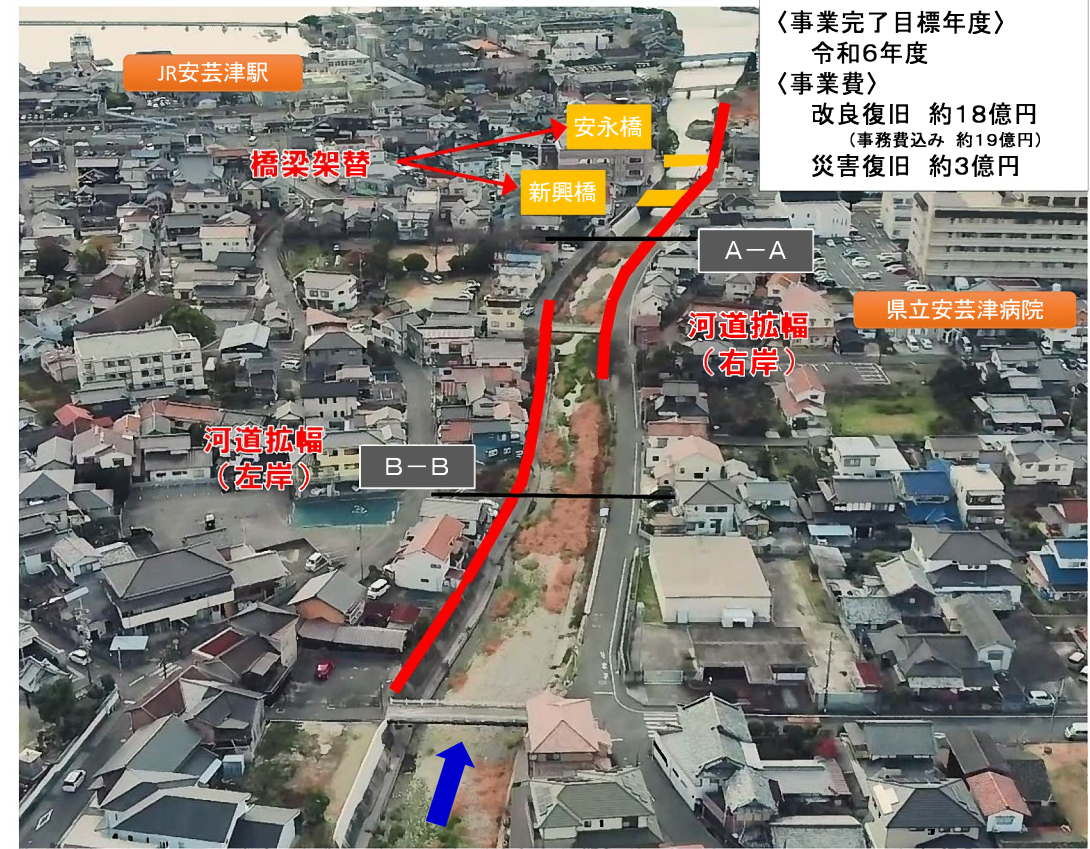 〈事業完了目標年度〉
令和6年度
〈事業費〉
改良復旧　約18億円
（事務費込み　約19億円）
災害復旧　約3億円
JR安芸津駅
安永橋
橋梁架替
新興橋
A－A
県立安芸津病院
河道拡幅
（右岸）
河道拡幅
（左岸）
B－B